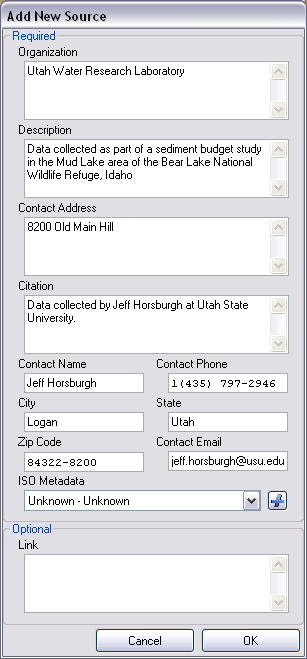 Add New Source
Required
Organization
Utah Water Research Laboratory
Description
Data collected as part of a sediment budget study
in the Mud Lake area of the Bear Lake National
Wildlife Refuge, Idaho
Contact Address
8200 Old Main Hill
Citation
Data collected by Jeff Horsburgh at Utah State
University.
Contact Name Contact Phone
Jeff Horsburgh 1(435) 797-2946
City State
Logan Utah
Zip Code Contact Email
84322-8200 jeff.horsburgh@usu.edu
ISO Metadata
Unknown - Unknown
Optional
Link
Cancel OK